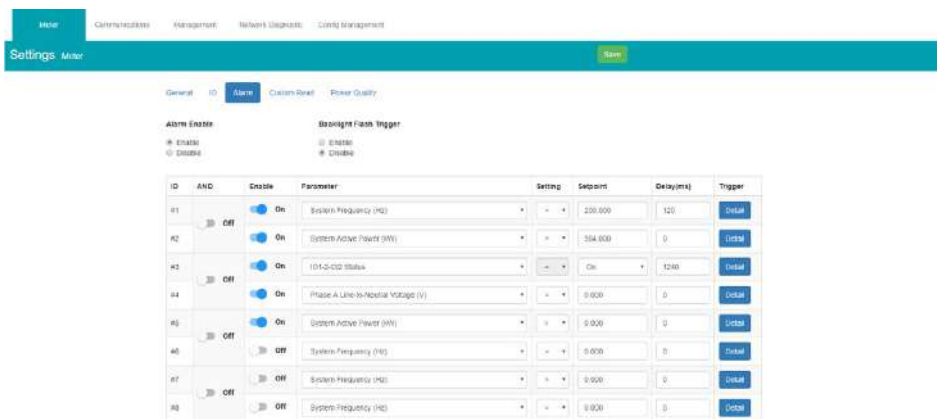 Meter Communications Management Network Diagnostic Config Management
Settings Meter Save
General IO Alarm Custom Read Power Quality
Alarm Enable Backlight Flash Trigger
Enable Enable
Disable Disable
ID AND Enable Parameter Setting Setpoint Delay(ms) Trigger
#1 On System Frequency (Hz) 200.000 120 Detail
Off
#2 On System Active Power (kW) 0 Detail
#3 On IO1-2-DI2 Status = On 1240 Detail
Off
#4 On Phase A Line-to-Neutral Voltage (V) 0.000 0 Detail
#5 On System Active Power (kW) 0.000 0 Detail
Off
#6 Off System Frequency (Hz) 0.000 0 Detail
#7 Off System Frequency (Hz) 0.000 0 Detail
Off
#8 Off System Frequency (Hz) 0.000 0 Detail